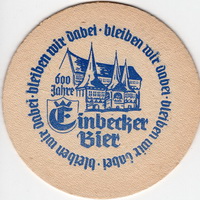 bleiben wir dabei · bleiben wir dabei · bleiben wir dabei · bleiben wir dabei ·
600
Jahre
Einbecker
Bier